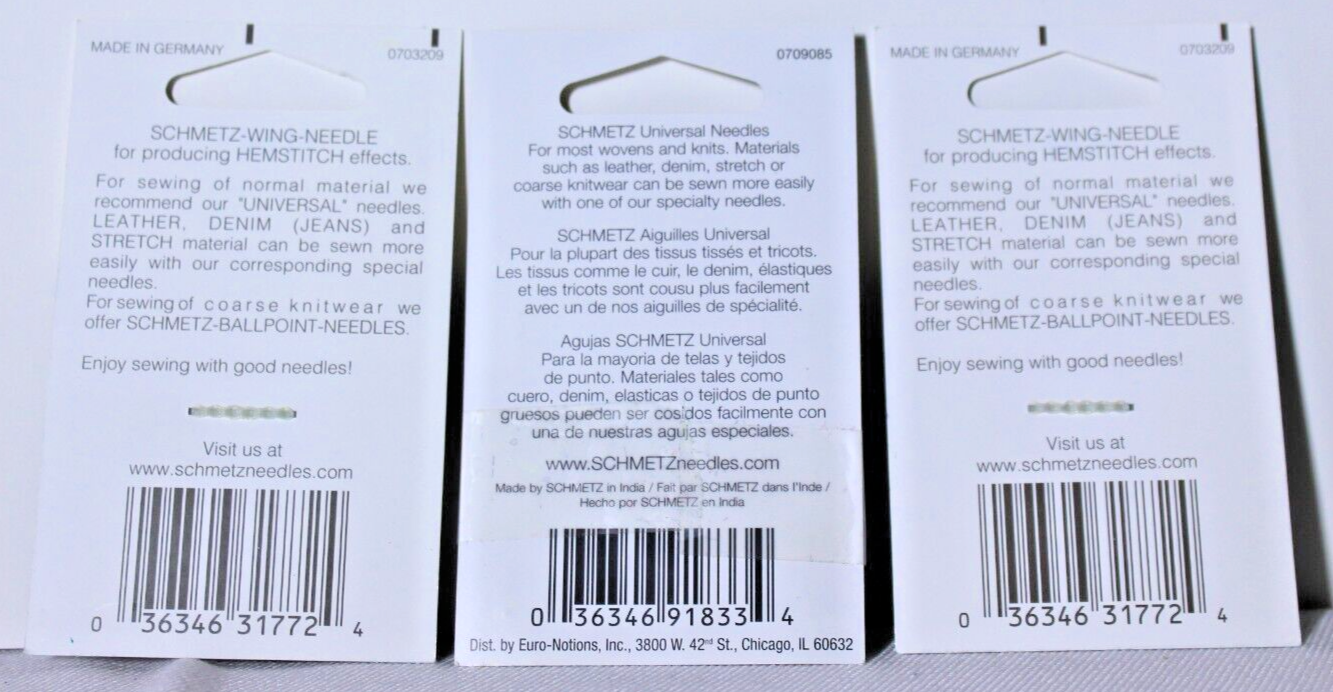 MADE IN GERMANY
0703209
SCHMETZ-WING-NEEDLE
for producing HEMSTITCH effects.
For sewing of normal material we
recommend our "UNIVERSAL" needles.
LEATHER, DENIM (JEANS) and
STRETCH material can be sewn more
easily with our corresponding special
needles.
For sewing of coarse knitwear we
offer SCHMETZ-BALLPOINT-NEEDLES.
Enjoy sewing with good needles!
Visit us at
www.schmetzneedles.com
0 36346 31772 4
0709085
SCHMETZ Universal Needles
For most wovens and knits. Materials
such as leather, denim, stretch or
coarse knitwear can be sewn more easily
with one of our specialty needles.
SCHMETZ Aiguilles Universal
Pour la plupart des tissus tissés et tricots.
Les tissus comme le cuir, le denim, élastiques
et les tricots sont cousu plus facilement
avec un de nos aiguilles de spécialité.
Agujas SCHMETZ Universal
Para la mayoria de telas y tejidos
de punto. Materiales tales como
cuero, denim, elasticas o tejidos de punto
gruesos pueden ser cosidos facilmente con
una de nuestras agujas especiales.
www.SCHMETZneedles.com
Made by SCHMETZ in India / Fait par SCHMETZ dans l'Inde /
Hecho por SCHMETZ en India
0 36346 91833 4
Dist. by Euro-Notions, Inc., 3800 W. 42nd St., Chicago, IL 60632
MADE IN GERMANY
0703209
SCHMETZ-WING-NEEDLE
for producing HEMSTITCH effects.
For sewing of normal material we
recommend our "UNIVERSAL" needles.
LEATHER, DENIM (JEANS) and
STRETCH material can be sewn more
easily with our corresponding special
needles.
For sewing of coarse knitwear we
offer SCHMETZ-BALLPOINT-NEEDLES.
Enjoy sewing with good needles!
Visit us at
www.schmetzneedles.com
0 36346 31772 4